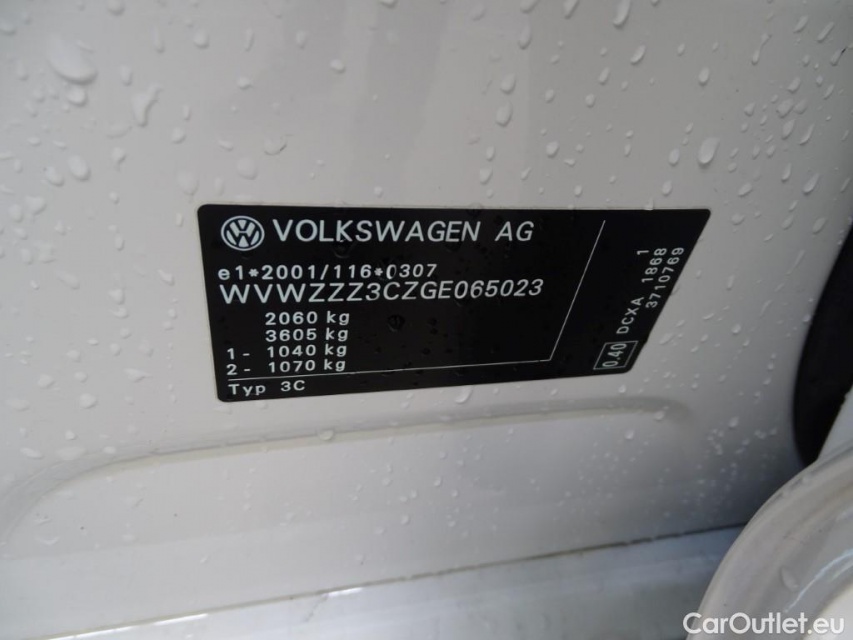 VOLKSWAGEN AG
e1*2001/116*0307
WVWZZZ3CZGE065023
2060 kg
3605 kg
1 - 1040 kg
2 - 1070 kg
Typ 3C
0.40 DCXA 1868 1
3710769
CarOutlet.eu